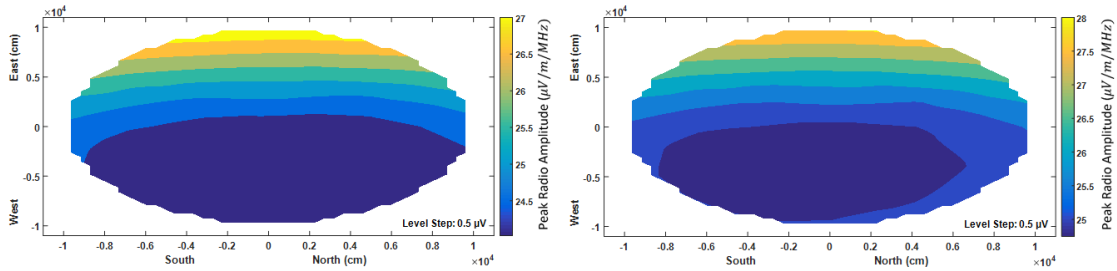 ×10⁴
1
0.5
0
-0.5
-1
East (cm)
West
-1 -0.8 -0.6 -0.4 -0.2 0 0.2 0.4 0.6 0.8 1
South North (cm)
×10⁴
Level Step: 0.5 µV
27
26.5
26
25.5
25
24.5
Peak Radio Amplitude (µV/m/MHz)
×10⁴
1
0.5
0
-0.5
-1
East (cm)
West
-1 -0.8 -0.6 -0.4 -0.2 0 0.2 0.4 0.6 0.8 1
South North (cm)
×10⁴
Level Step: 0.5 µV
28
27.5
27
26.5
26
25.5
25
Peak Radio Amplitude (µV/m/MHz)